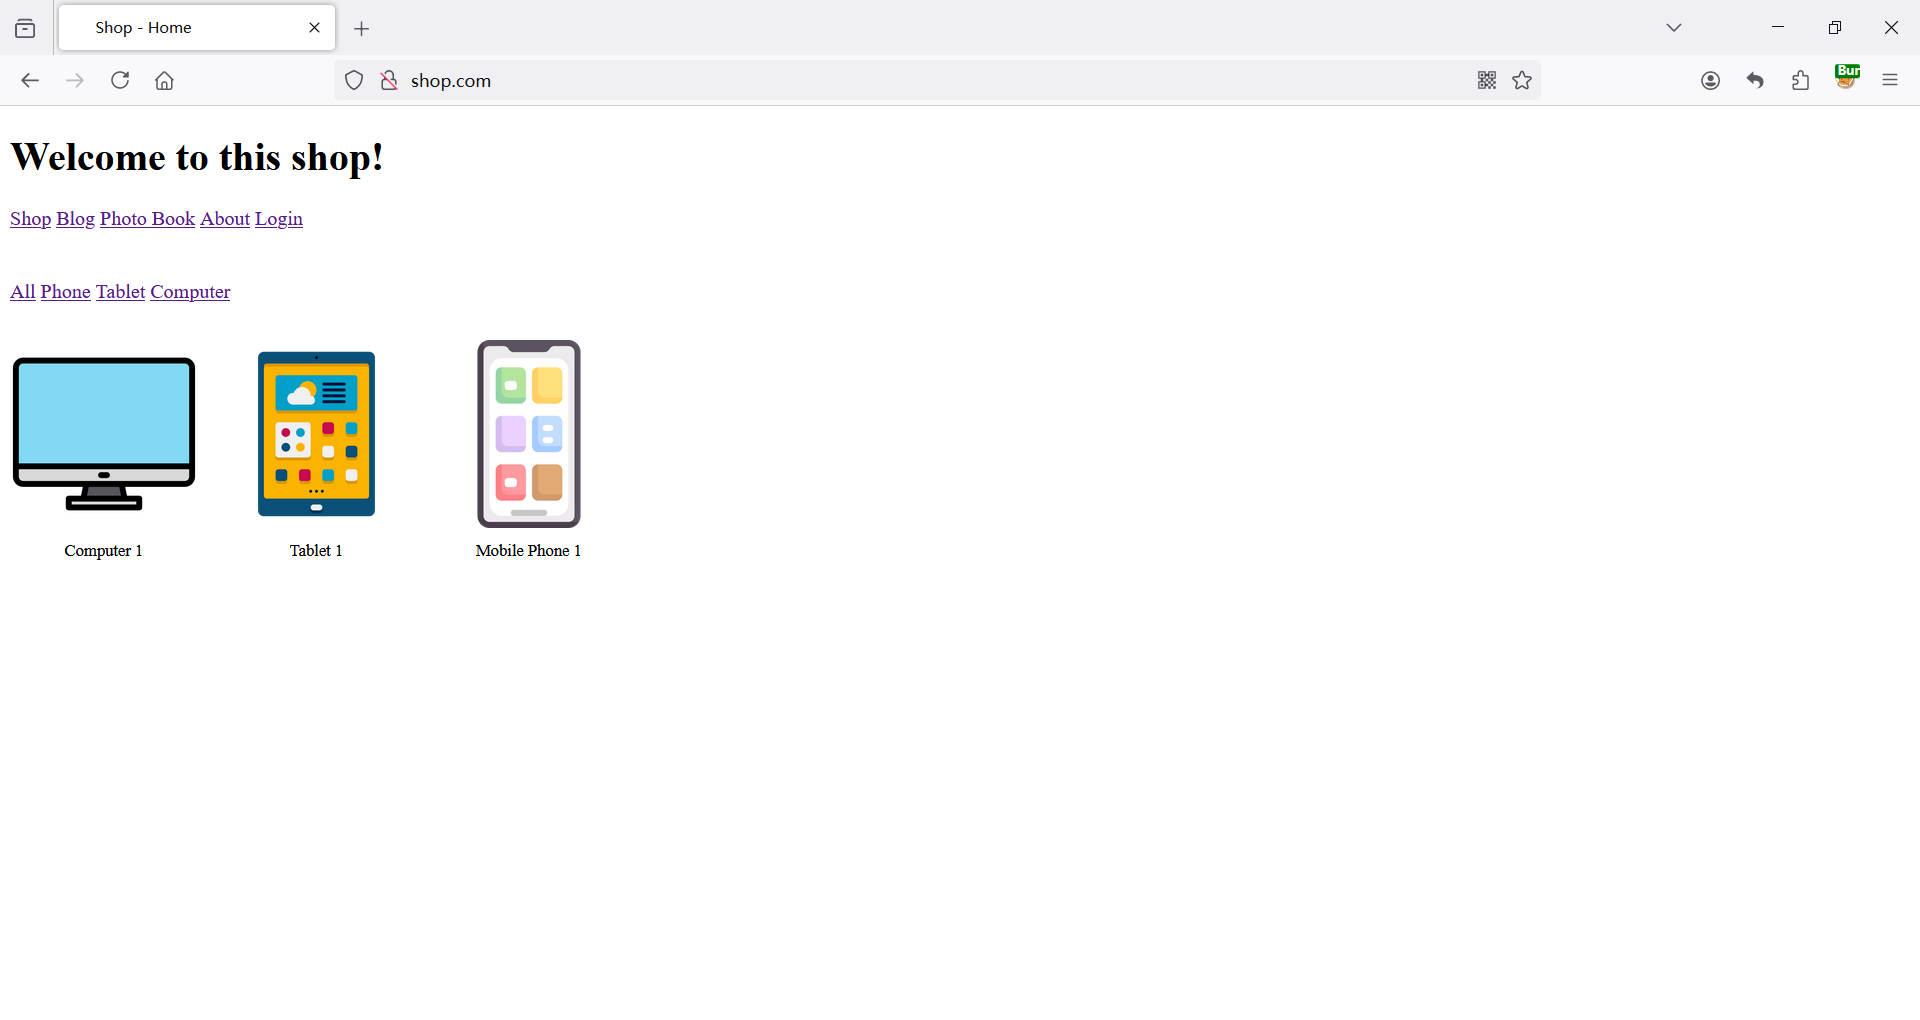 Shop - Home
shop.com
Bur
Welcome to this shop!
Shop Blog Photo Book About Login
All Phone Tablet Computer
Computer 1 Tablet 1 Mobile Phone 1